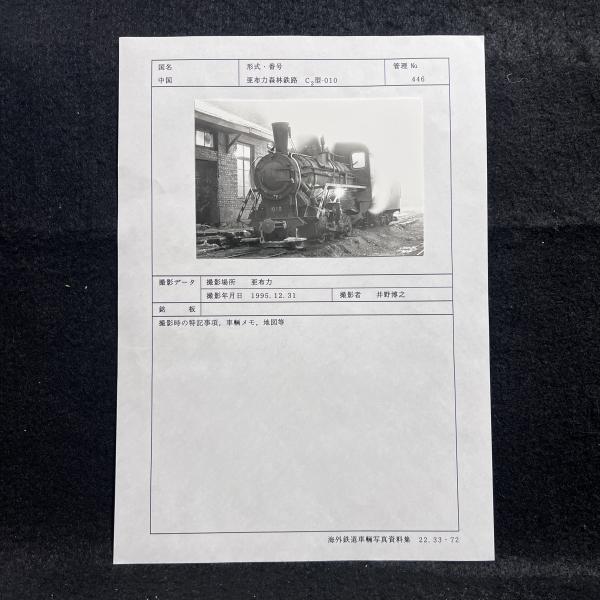 国名 形式・番号 管理 No
中国 亜布力森林鉄路 C2型-010 446
010
撮影データ 撮影場所 亜布力
撮影年月日 1995.12.31 撮影者 井野博之
銘 板
撮影時の特記事項，車輛メモ，地図等
海外鉄道車輛写真資料集 22.33-72